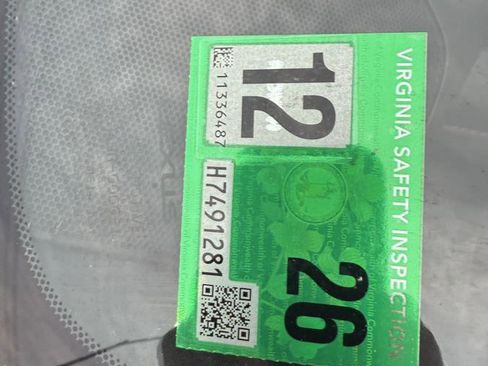 VIRGINIA SAFETY INSPECTION
12
11336487
26
H7491281